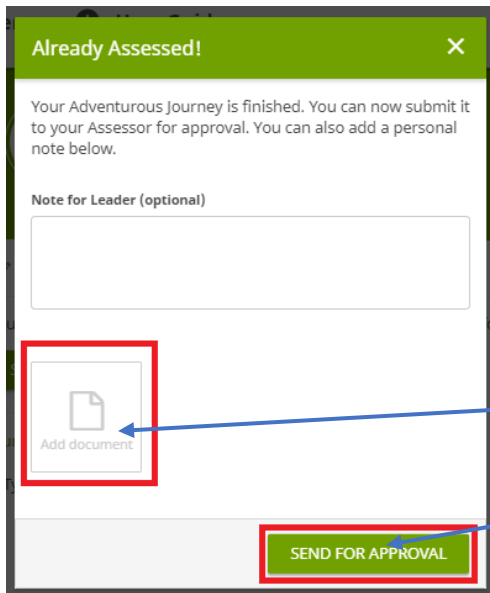 Already Assessed!
Your Adventurous Journey is finished. You can now submit it
to your Assessor for approval. You can also add a personal
note below.
Note for Leader (optional)
Add document
SEND FOR APPROVAL